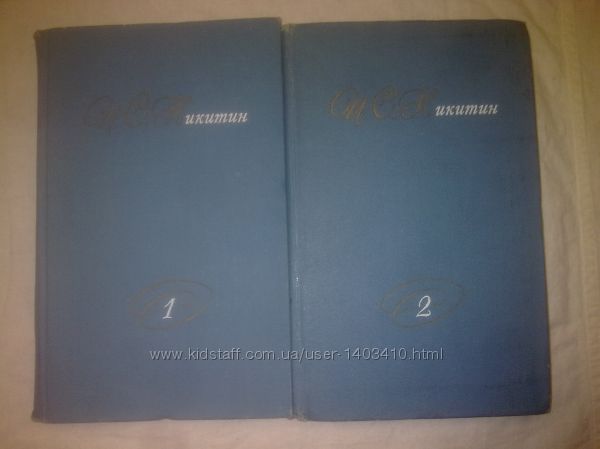 И. С. Никитин
1
И. С. Никитин
2
www.kidstaff.com.ua/user-1403410.html